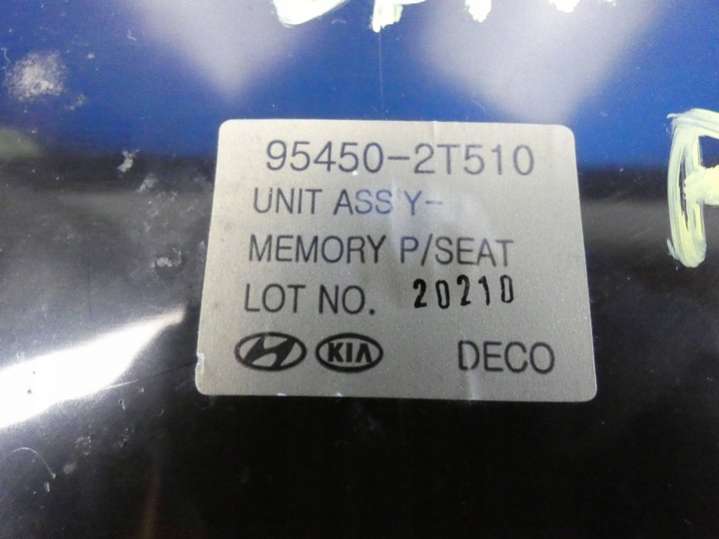 95450-2T510
UNIT ASS'Y-
MEMORY P/SEAT
LOT NO. 20210
KIA DECO